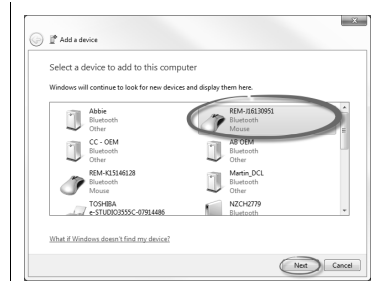 Add a device
Select a device to add to this computer
Windows will continue to look for new devices and display them here.
Abbie
Bluetooth
Other
REM-J16130951
Bluetooth
Mouse
CC - OEM
Bluetooth
Other
AB OEM
Bluetooth
Other
REM-K15146128
Bluetooth
Mouse
Martin_DCL
Bluetooth
Other
TOSHIBA
e-STUDIO3555C-07914486
NZCH2779
Bluetooth
What if Windows doesn't find my device?
Next
Cancel